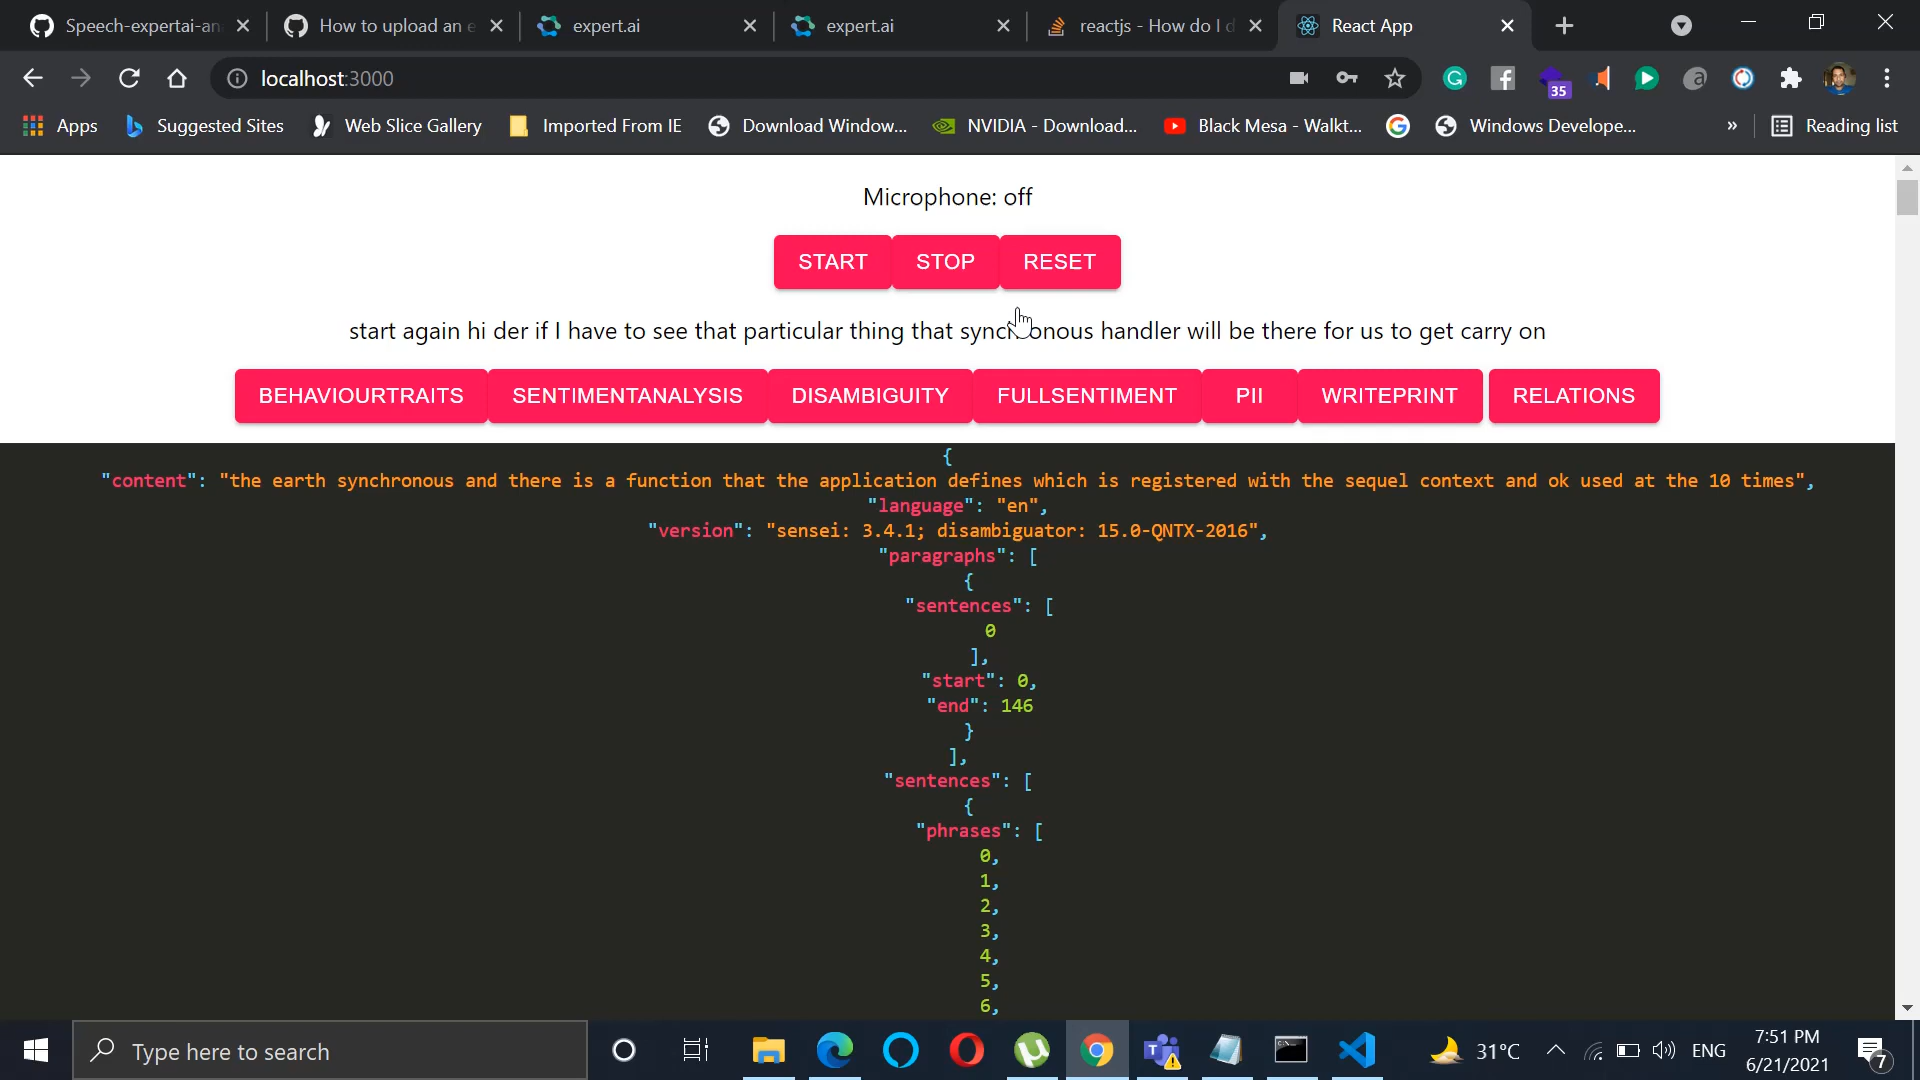 Speech-expertai-an
How to upload an e
expert.ai
expert.ai
reactjs - How do I d
React App
localhost:3000
35
Apps
Suggested Sites
Web Slice Gallery
Imported From IE
Download Window...
NVIDIA - Download...
Black Mesa - Walkt...
Windows Develope...
»
Reading list
Microphone: off
START STOP RESET
start again hi der if I have to see that particular thing that synchronous handler will be there for us to get carry on
BEHAVIOURTRAITS SENTIMENTANALYSIS DISAMBIGUITY FULLSENTIMENT PII WRITEPRINT RELATIONS
{
"content": "the earth synchronous and there is a function that the application defines which is registered with the sequel context and ok used at the 10 times",
"language": "en",
"version": "sensei: 3.4.1; disambiguator: 15.0-QNTX-2016",
"paragraphs": [
{
"sentences": [
0
],
"start": 0,
"end": 146
}
],
"sentences": [
{
"phrases": [
0,
1,
2,
3,
4,
5,
6,
Type here to search
31°C
ENG
7:51 PM
6/21/2021
7